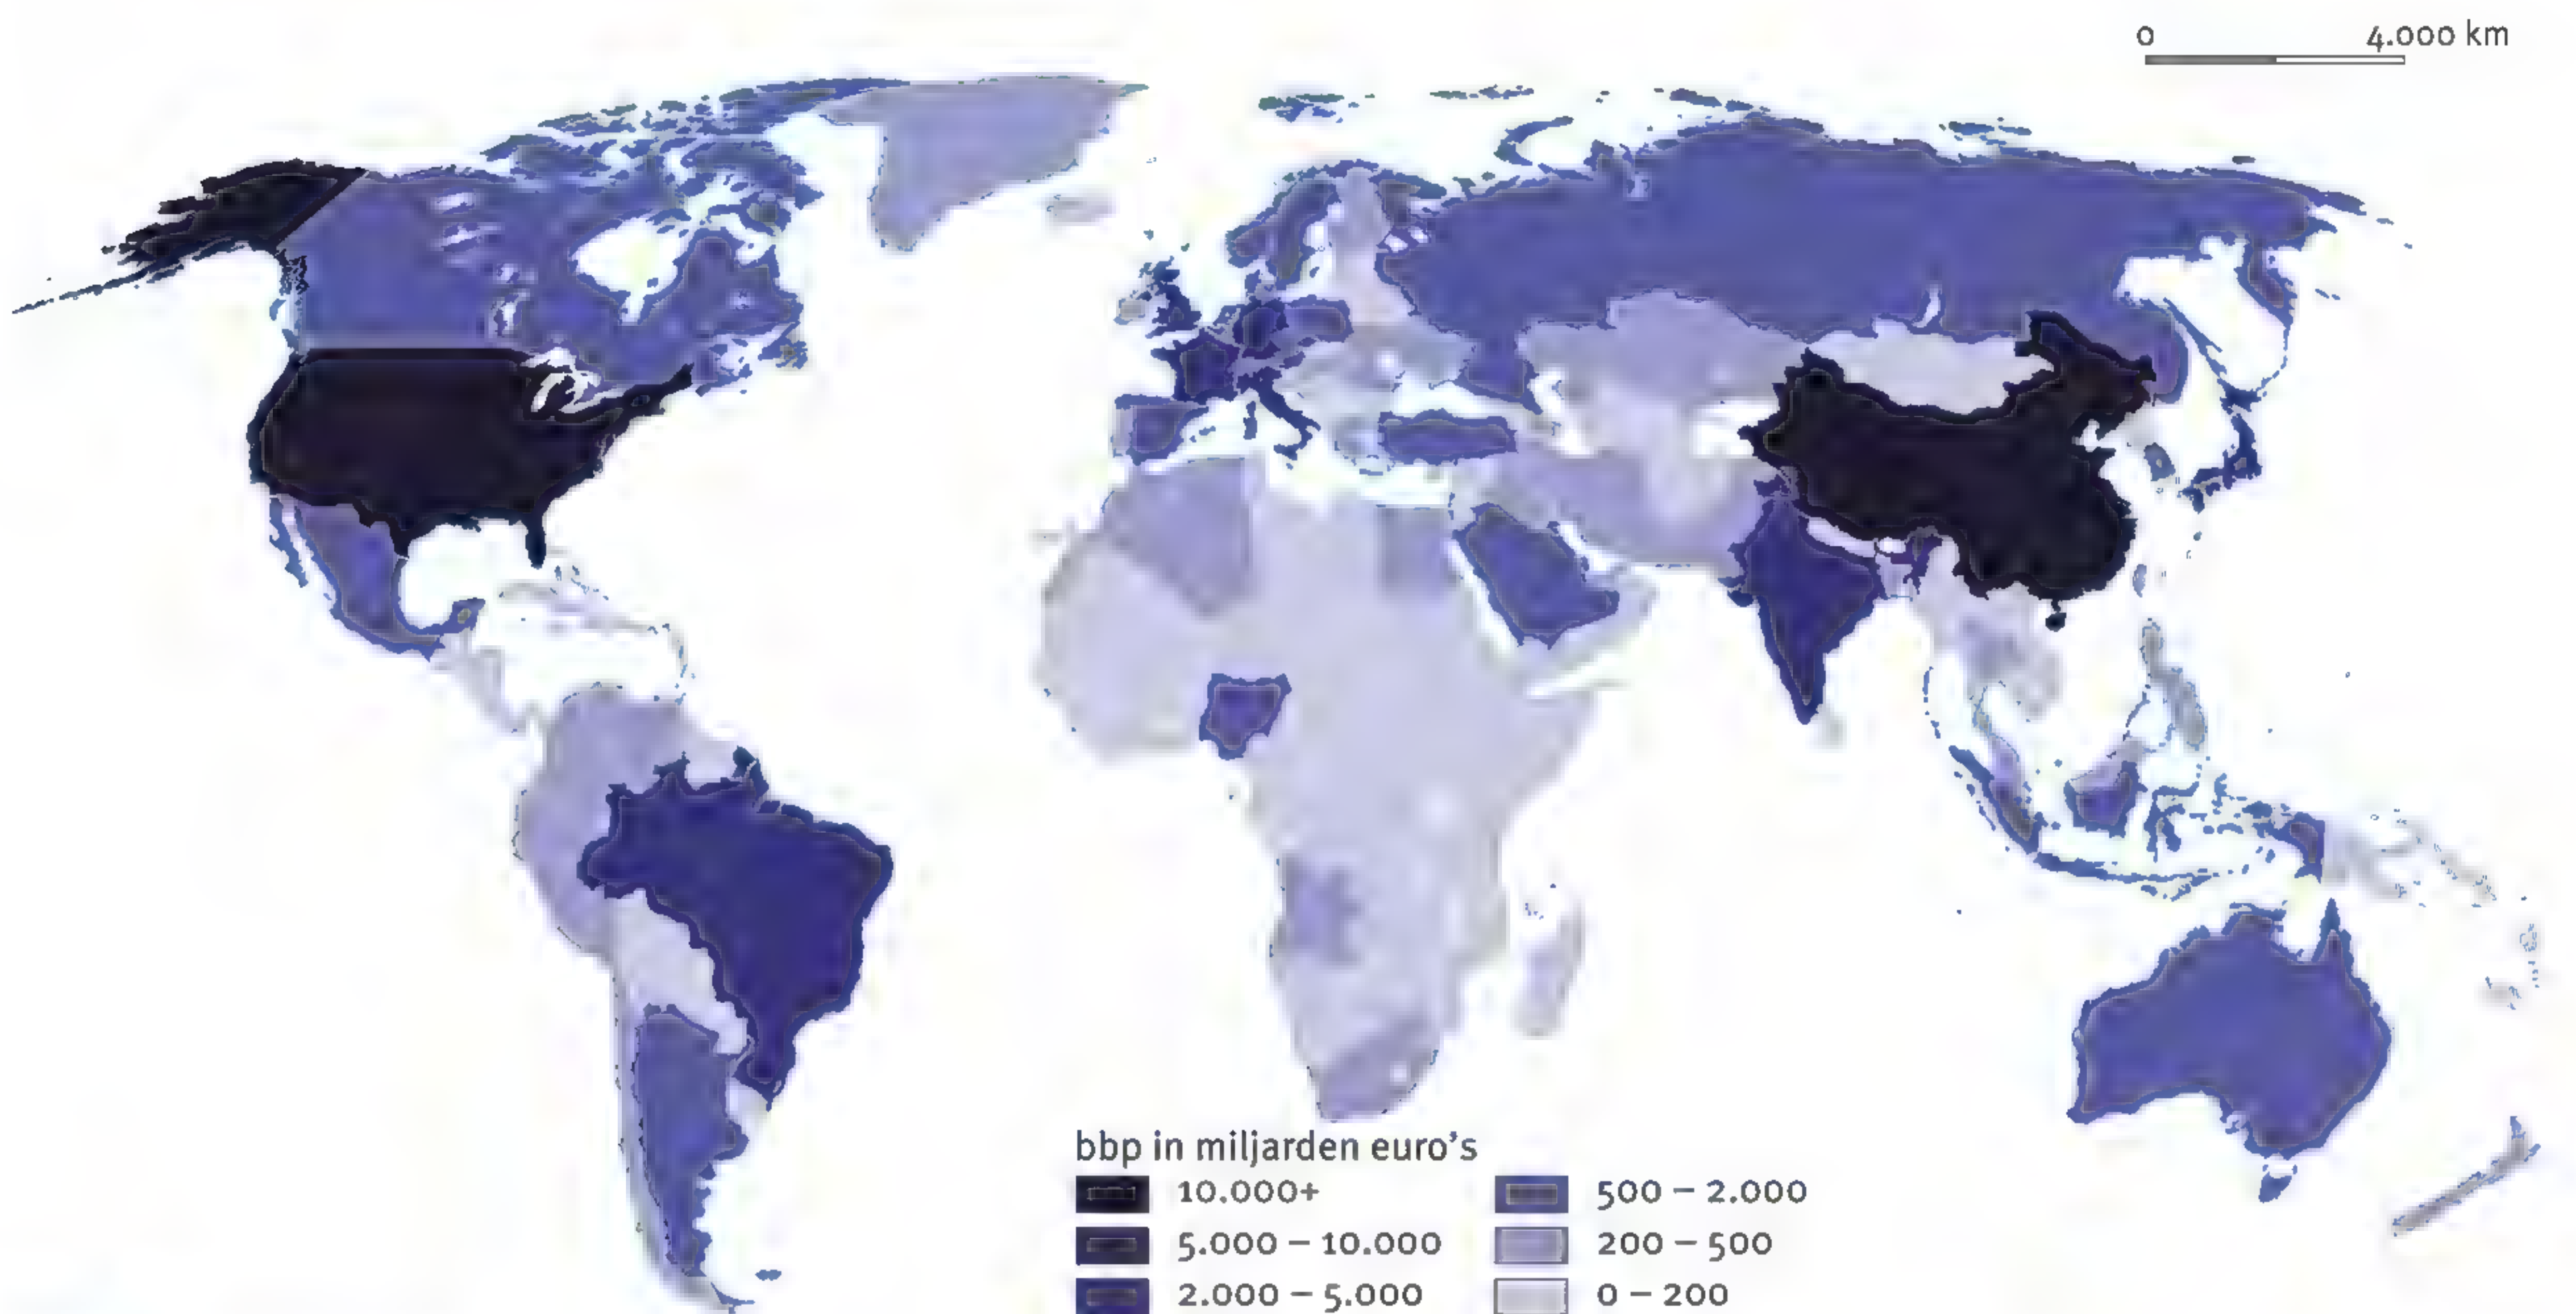 0 4.000 km
bbp in miljarden euro's
10.000+
5.000 – 10.000
2.000 – 5.000
500 – 2.000
200 – 500
0 – 200